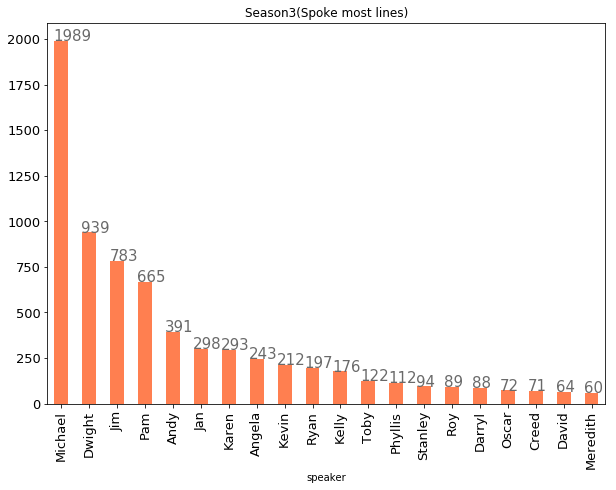 Season3(Spoke most lines)
2000
1750
1500
1250
1000
750
500
250
0
1989
939
783
665
391
298
293
243
212
197
176
122
112
94
89
88
72
71
64
60
Michael
Dwight
Jim
Pam
Andy
Jan
Karen
Angela
Kevin
Ryan
Kelly
Toby
Phyllis
Stanley
Roy
Darryl
Oscar
Creed
David
Meredith
speaker